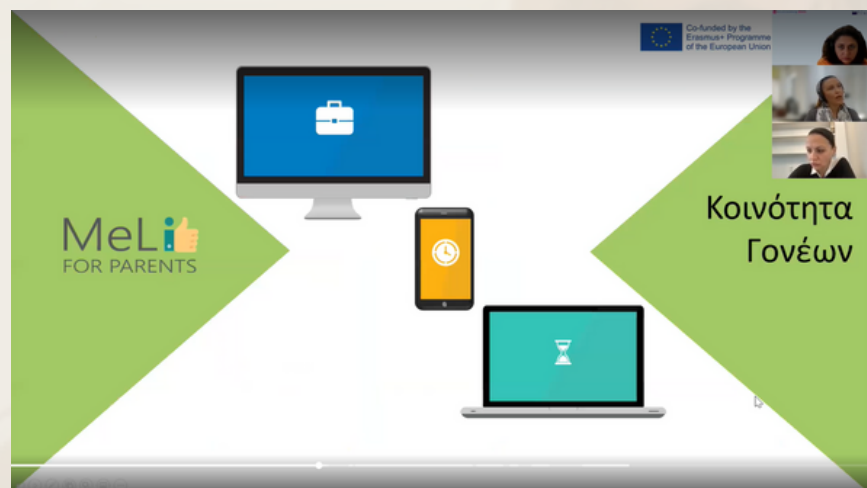 Co-funded by the
Erasmus+ Programme
of the European Union
MeLi
FOR PARENTS
Κοινότητα
Γονέων